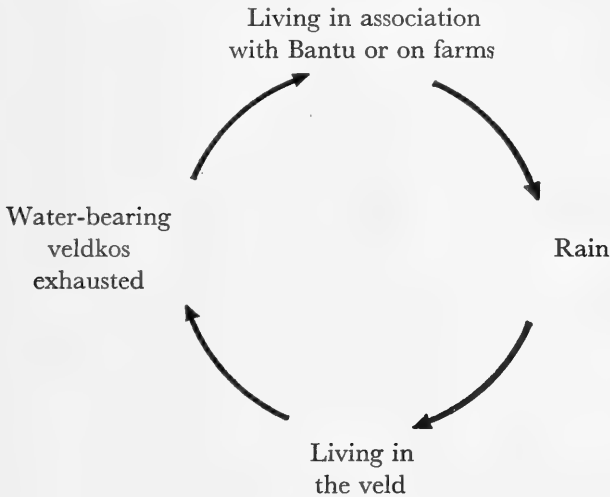 Living in association
with Bantu or on farms
Water-bearing
veldkos
exhausted
Rain
Living in
the veld